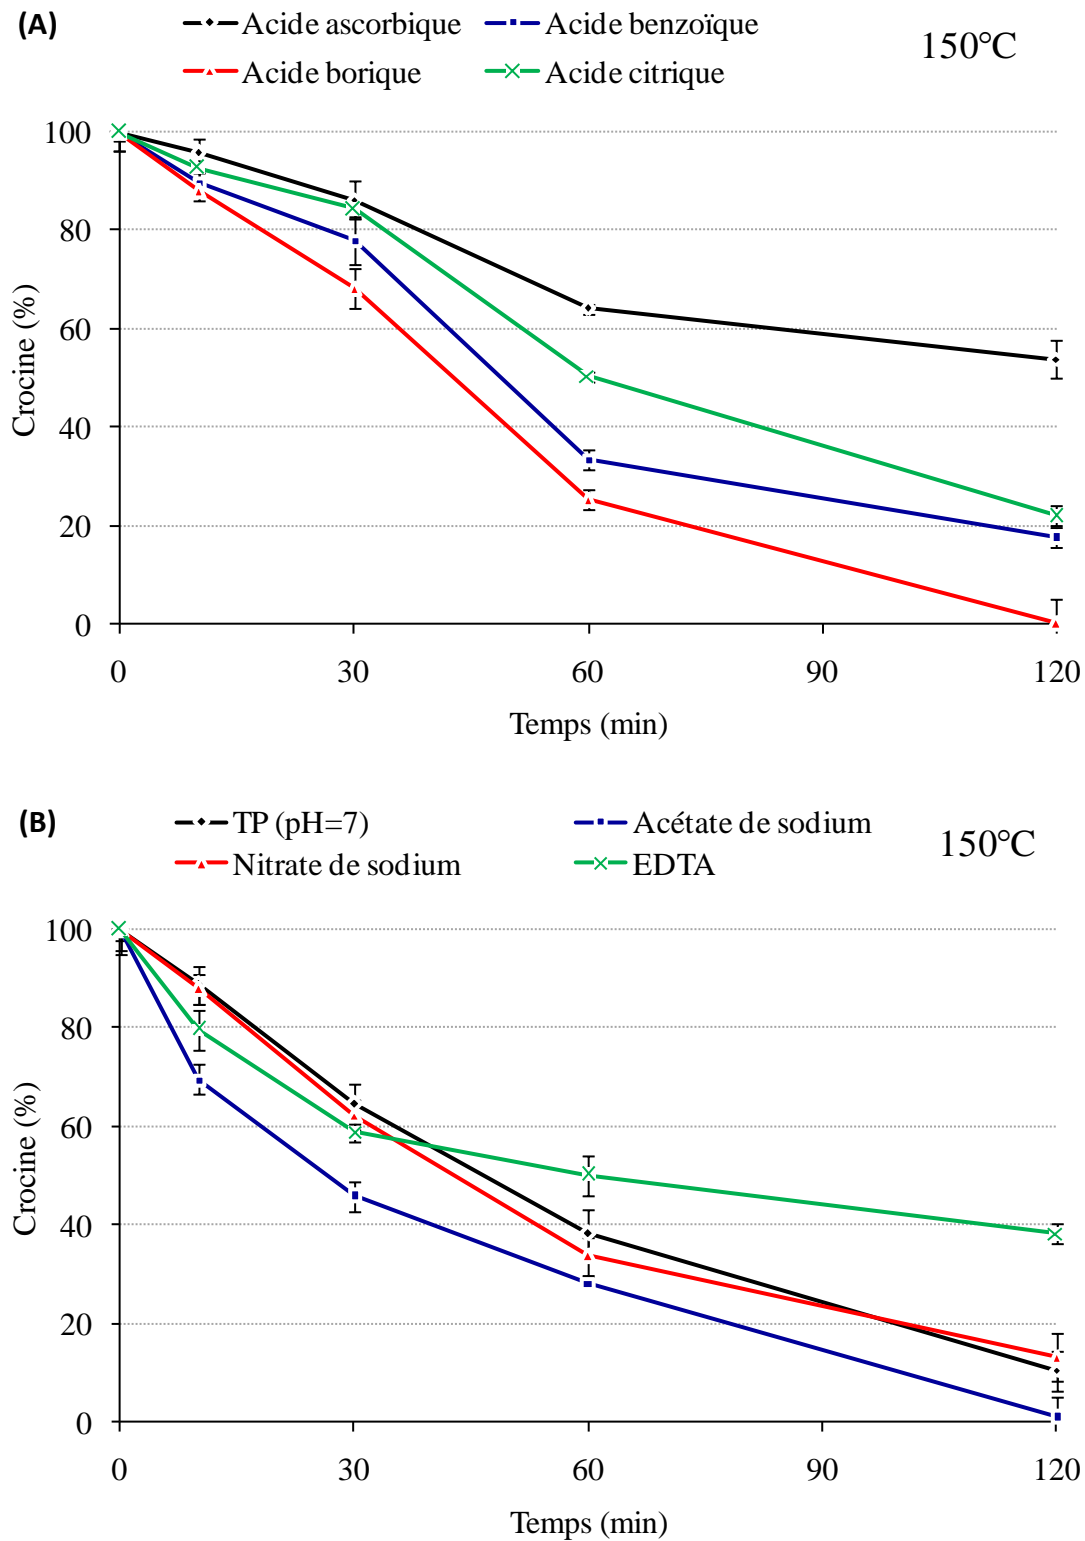 (A)
Acide ascorbique
Acide benzoïque
Acide borique
Acide citrique
150°C
100
80
60
40
20
0
Crocine (%)
0 30 60 90 120
Temps (min)
(B)
TP (pH=7)
Acétate de sodium
Nitrate de sodium
EDTA
150°C
100
80
60
40
20
0
Crocine (%)
0 30 60 90 120
Temps (min)